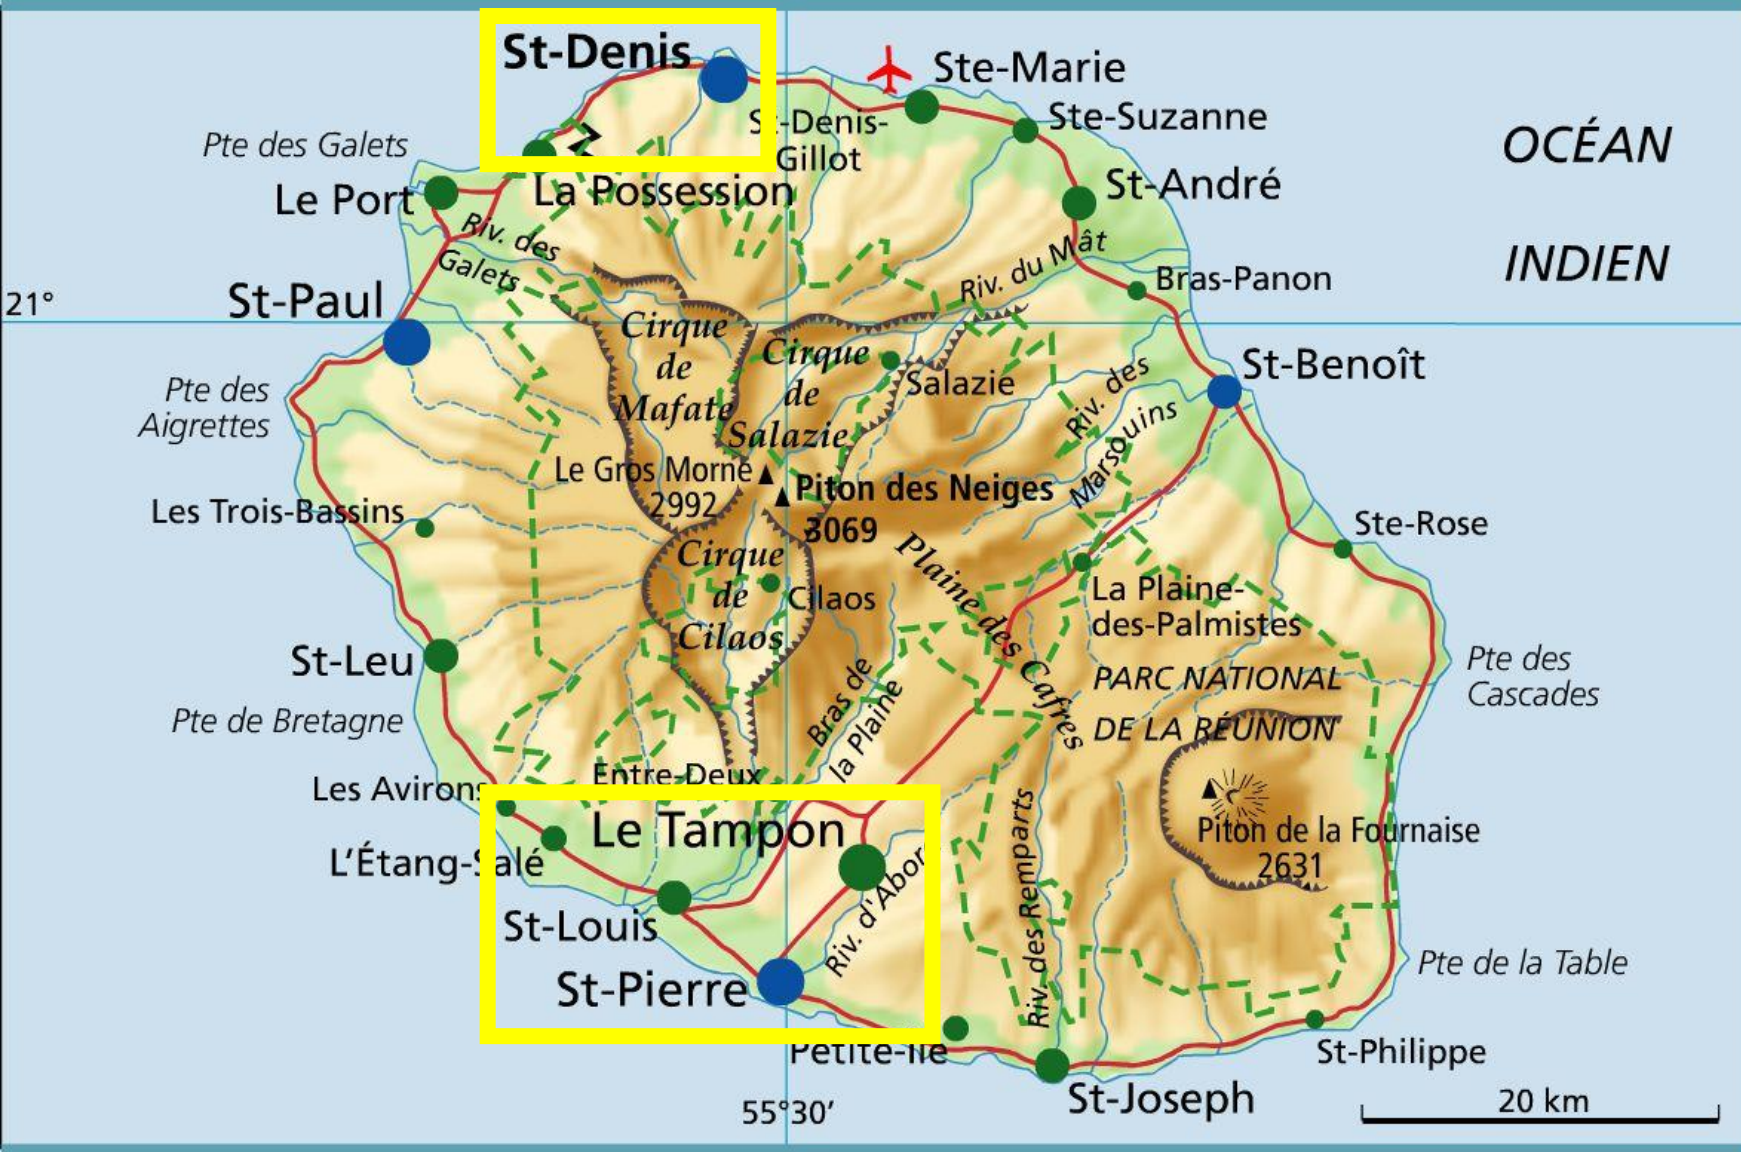 St-Denis
Ste-Marie
St-Denis-
Gillot
Ste-Suzanne
OCÉAN
INDIEN
Pte des Galets
Le Port
La Possession
St-André
Riv. des
Galets
Riv. du Mât
Bras-Panon
21°
St-Paul
Cirque
de
Mafate
Cirque
de
Salazie
Salazie
St-Benoît
Pte des
Aigrettes
Riv. des
Marsouins
Le Gros Morne
2992
Piton des Neiges
3069
Les Trois-Bassins
Ste-Rose
Cirque
de
Cilaos
Cilaos
Plaine des Cafres
La Plaine-
des-Palmistes
St-Leu
Bras de
la Plaine
PARC NATIONAL
DE LA RÉUNION
Pte des
Cascades
Pte de Bretagne
Les Avirons
Entre-Deux
Piton de la Fournaise
2631
L'Étang-Salé
Le Tampon
Riv. d'Abord
Riv. des Remparts
St-Louis
St-Pierre
Pte de la Table
Petite-Île
St-Philippe
St-Joseph
55°30'
20 km